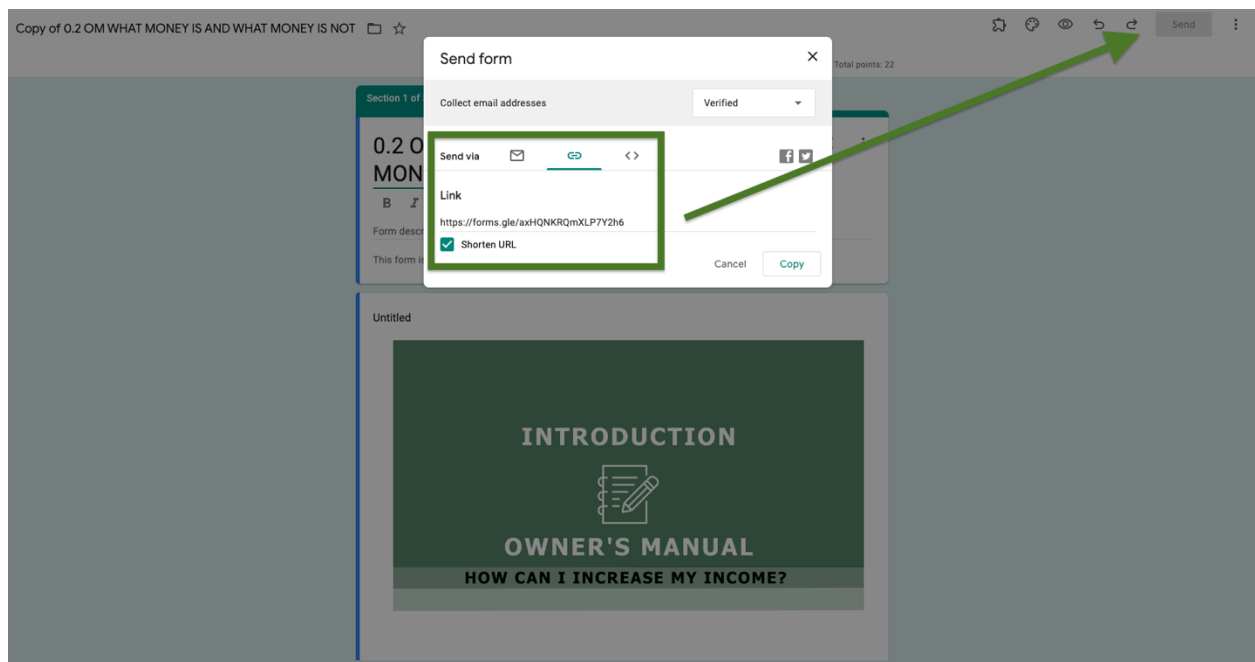 Copy of 0.2 OM WHAT MONEY IS AND WHAT MONEY IS NOT
Send
Send form
Total points: 22
Section 1 of
Collect email addresses
Verified
0.2 O
MON
Send via
B I
Link
https://forms.gle/axHQNKRQmXLP7Y2h6
Form descr
Shorten URL
This form i
Cancel
Copy
Untitled
INTRODUCTION
OWNER'S MANUAL
HOW CAN I INCREASE MY INCOME?